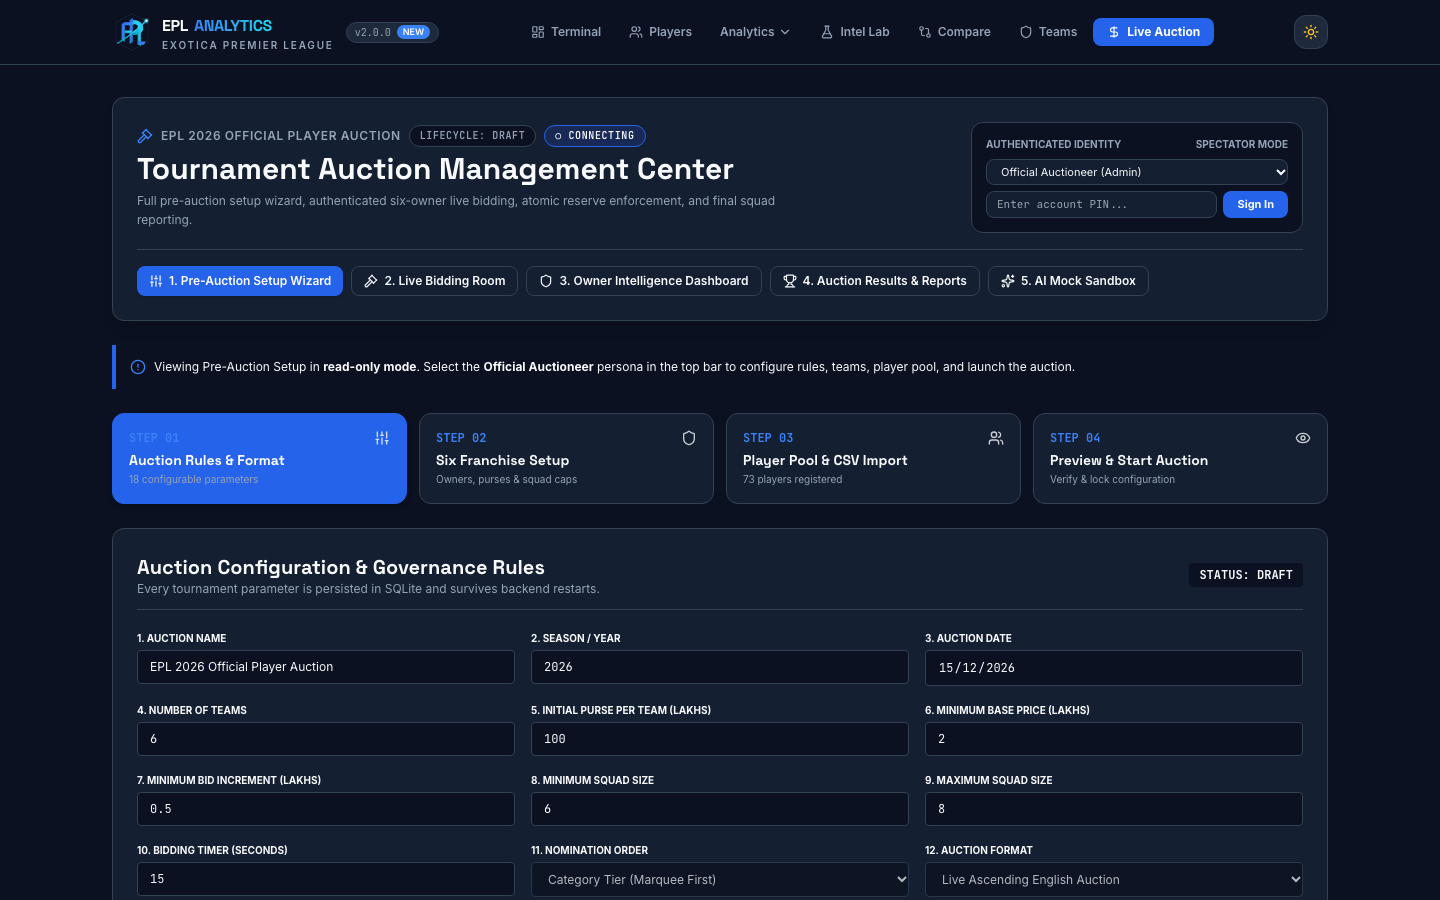 EPL ANALYTICS
EXOTICA PREMIER LEAGUE
v2.0.0 NEW
Terminal
Players
Analytics
Intel Lab
Compare
Teams
Live Auction
EPL 2026 OFFICIAL PLAYER AUCTION
LIFECYCLE: DRAFT
○ CONNECTING
Tournament Auction Management Center
Full pre-auction setup wizard, authenticated six-owner live bidding, atomic reserve enforcement, and final squad
reporting.
AUTHENTICATED IDENTITY
SPECTATOR MODE
Official Auctioneer (Admin)
Enter account PIN...
Sign In
1. Pre-Auction Setup Wizard
2. Live Bidding Room
3. Owner Intelligence Dashboard
4. Auction Results & Reports
5. AI Mock Sandbox
Viewing Pre-Auction Setup in read-only mode. Select the Official Auctioneer persona in the top bar to configure rules, teams, player pool, and launch the auction.
STEP 01
Auction Rules & Format
18 configurable parameters
STEP 02
Six Franchise Setup
Owners, purses & squad caps
STEP 03
Player Pool & CSV Import
73 players registered
STEP 04
Preview & Start Auction
Verify & lock configuration
Auction Configuration & Governance Rules
Every tournament parameter is persisted in SQLite and survives backend restarts.
STATUS: DRAFT
1. AUCTION NAME
EPL 2026 Official Player Auction
2. SEASON / YEAR
2026
3. AUCTION DATE
15/12/2026
4. NUMBER OF TEAMS
6
5. INITIAL PURSE PER TEAM (LAKHS)
100
6. MINIMUM BASE PRICE (LAKHS)
2
7. MINIMUM BID INCREMENT (LAKHS)
0.5
8. MINIMUM SQUAD SIZE
6
9. MAXIMUM SQUAD SIZE
8
10. BIDDING TIMER (SECONDS)
15
11. NOMINATION ORDER
Category Tier (Marquee First)
12. AUCTION FORMAT
Live Ascending English Auction